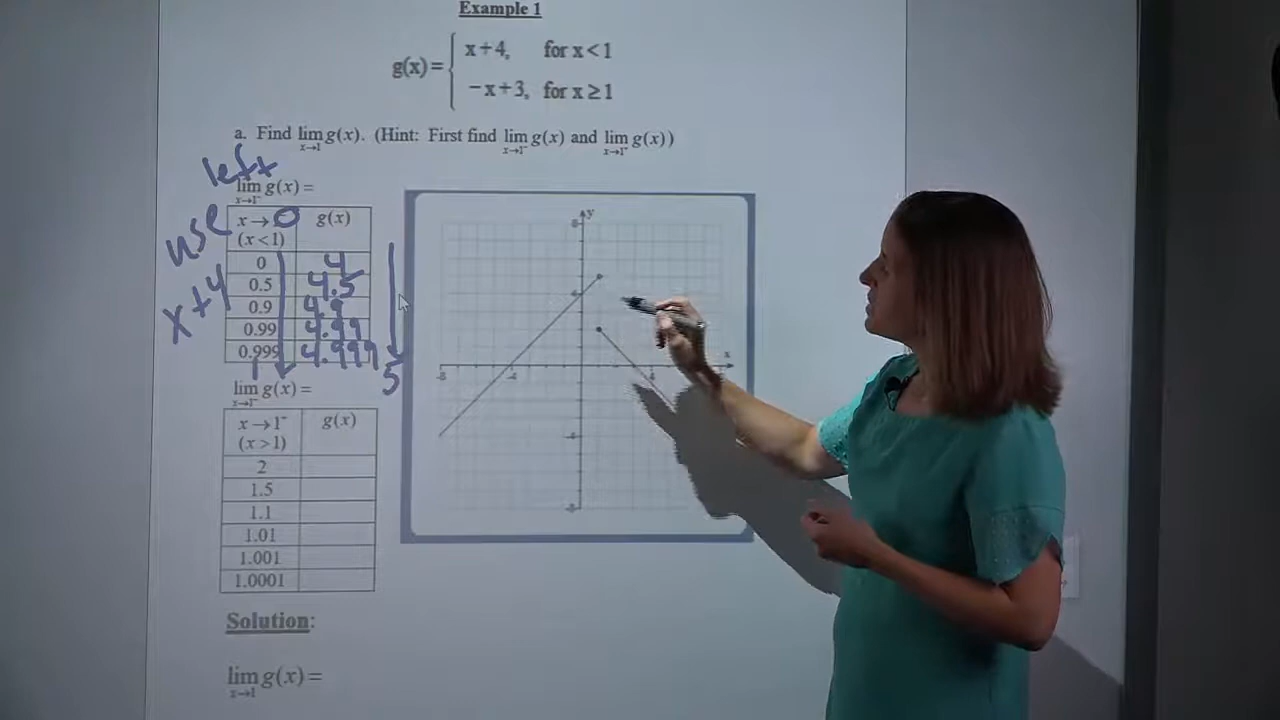 Example 1
g(x)= { x+4, for x<1
−x+3, for x≥1
a. Find lim g(x). (Hint: First find lim g(x) and lim g(x))
x→1 x→1⁻ x→1⁻
left
lim g(x) =
x→1⁻
use
x+4
x→ g(x)
(x<1)
0 4
0.5 4.5
0.9 4.9
0.99 4.99
0.999 4.999
1 5
lim g(x) =
x→1⁻
x→1⁻ g(x)
(x>1)
2
1.5
1.1
1.01
1.001
1.0001
y
x
Solution:
lim g(x) =
x→1